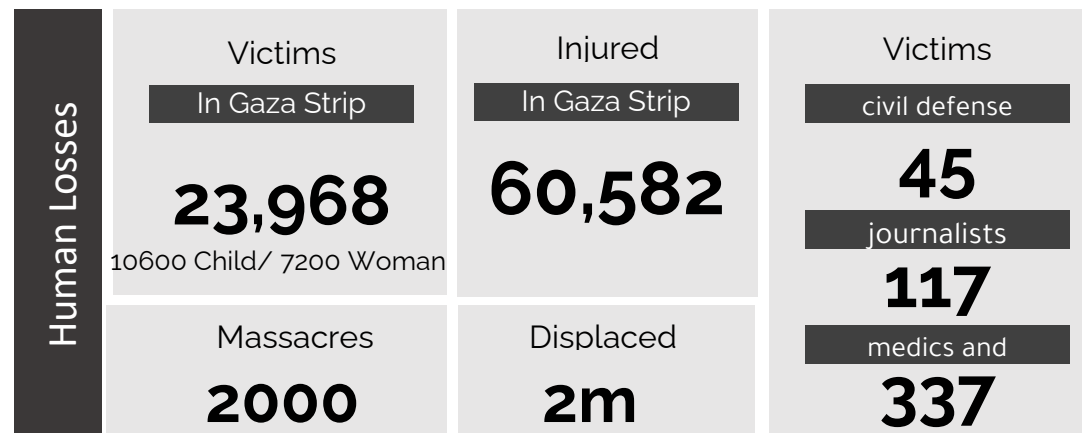 Human Losses
Victims
In Gaza Strip
23,968
10600 Child/ 7200 Woman
Injured
In Gaza Strip
60,582
Massacres
2000
Displaced
2m
Victims
civil defense
45
journalists
117
medics and
337